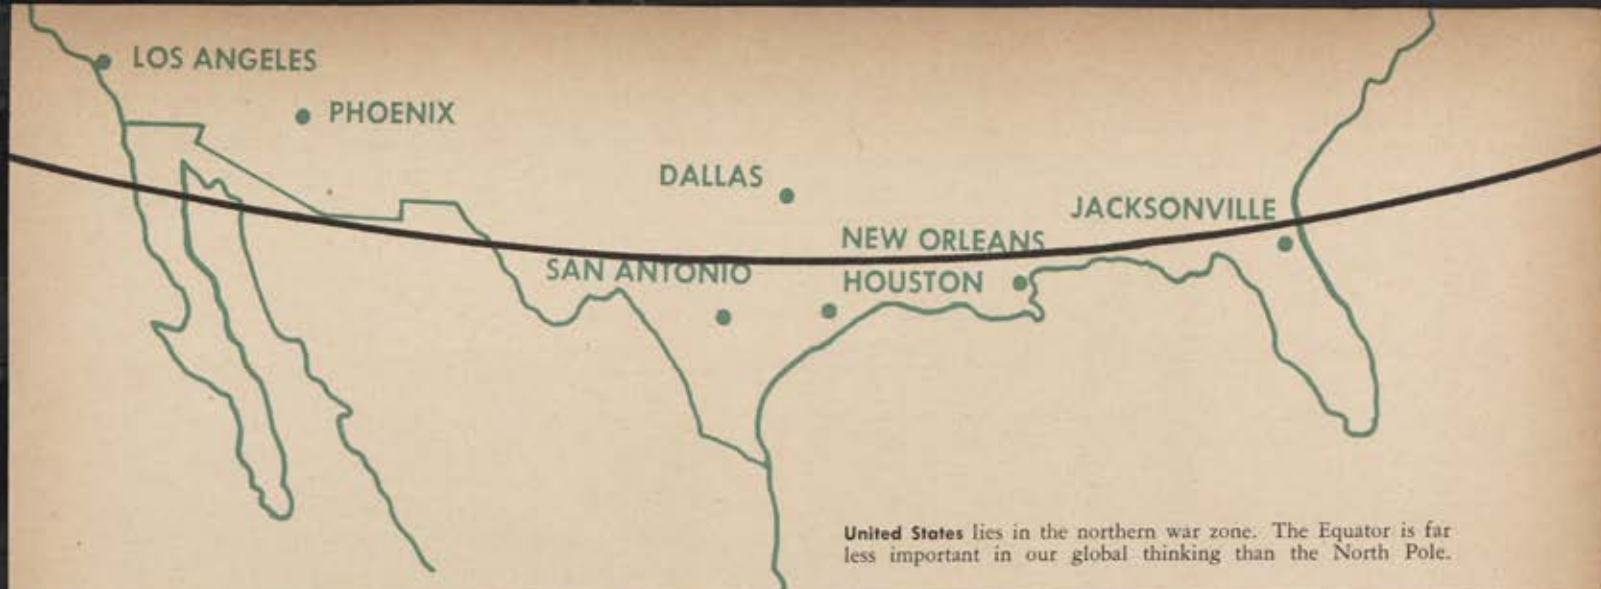 LOS ANGELES
PHOENIX
DALLAS
JACKSONVILLE
NEW ORLEANS
SAN ANTONIO
HOUSTON
United States lies in the northern war zone. The Equator is far
less important in our global thinking than the North Pole.